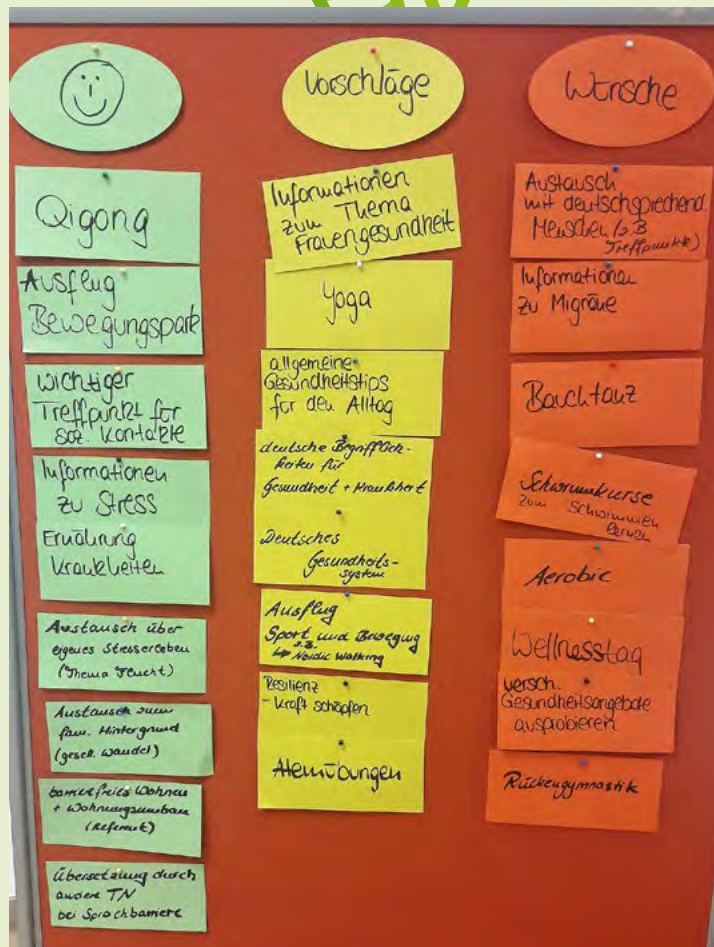 Qigong
Ausflug
Bewegungspark
wichtiger
Treffpunkt für
soz. Kontakte
Informationen
zu Stress
Ernährung
Krankheiten
Austausch über
eigenes Stresserleben
(Thema Flucht)
Austausch zum
fam. Hintergrund
(gesell. Wandel)
barrierefreies Wohnen
+ Wohnungsumbau
(Referent)
Übersetzung durch
andere TN
bei Sprachbarriere
Vorschläge
Informationen
zum Thema
Frauengesundheit
Yoga
allgemeine
Gesundheitstips
für den Alltag
deutsche Begrifflich-
keiten für
Gesundheit + Krankheit
Deutsches
Gesundheits-
system
Ausflug
Sport und Bewegung
z.B.
Nordic Walking
Resilienz
- Kraft schöpfen
Atemübungen
Wünsche
Austausch
mit deutschsprechend.
Menschen (z.B
Treffpunkte)
Informationen
zu Migräne
Bauchtanz
Schwimmkurse
zum Schwimmen
lernen
Aerobic
Wellnesstag
versch.
Gesundheitsangebote
ausprobieren
Rückengymnastik